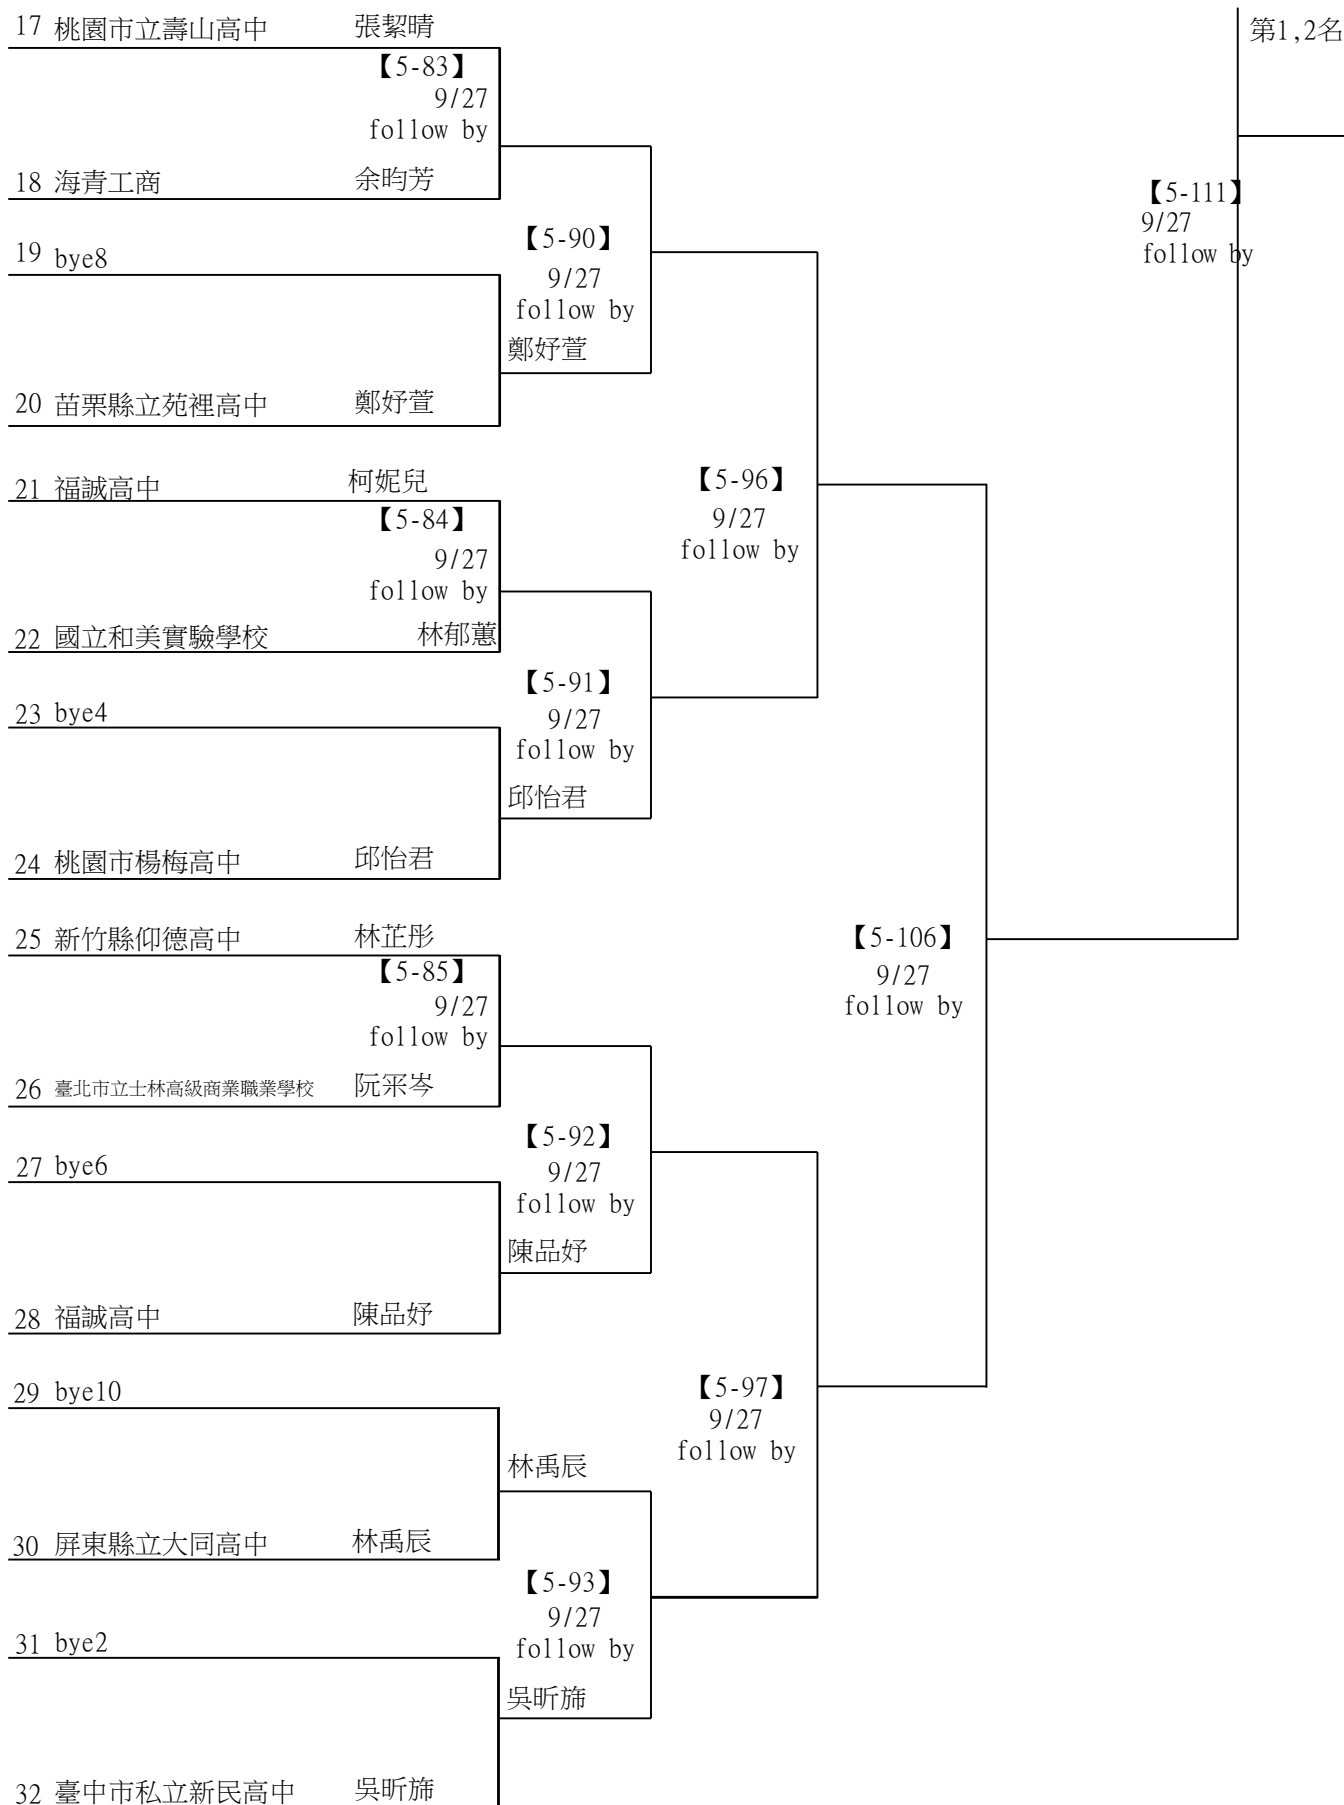 17 桃園市立壽山高中 張絜晴
第1,2名
【5-83】
9/27
follow by
18 海青工商 余昀芳
【5-111】
9/27
follow by
19 bye8
【5-90】
9/27
follow by
鄭妤萱
20 苗栗縣立苑裡高中 鄭妤萱
21 福誠高中 柯妮兒
【5-96】
9/27
follow by
【5-84】
9/27
follow by
22 國立和美實驗學校 林郁蕙
【5-91】
9/27
follow by
23 bye4
邱怡君
24 桃園市楊梅高中 邱怡君
25 新竹縣仰德高中 林芷彤
【5-106】
9/27
follow by
【5-85】
9/27
follow by
26 臺北市立士林高級商業職業學校 阮寀岑
【5-92】
9/27
follow by
27 bye6
陳品妤
28 福誠高中 陳品妤
29 bye10
【5-97】
9/27
follow by
林禹辰
30 屏東縣立大同高中 林禹辰
【5-93】
9/27
follow by
31 bye2
吳昕旆
32 臺中市私立新民高中 吳昕旆